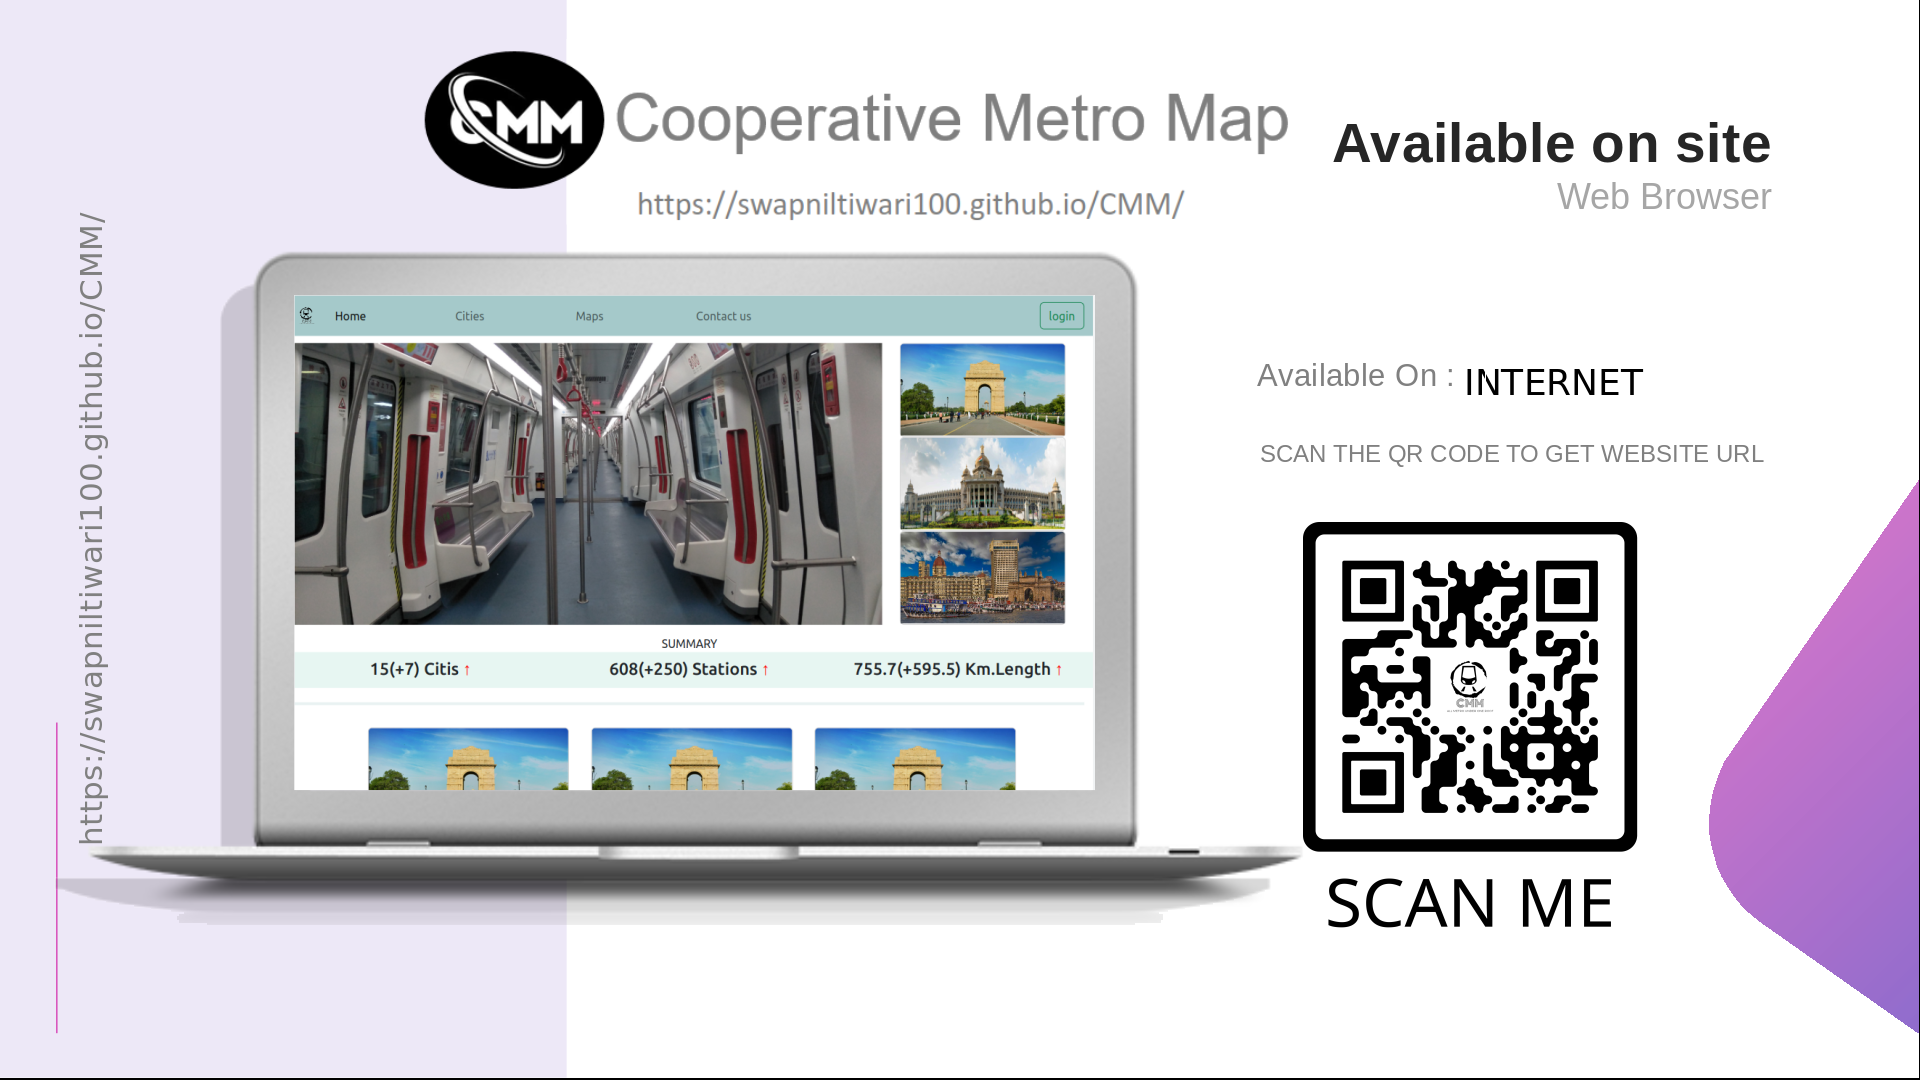 CMM
Cooperative Metro Map
Available on site
Web Browser
https://swapniltiwari100.github.io/CMM/
https://swapniltiwari100.github.io/CMM/
Home Cities Maps Contact us login
SUMMARY
15(+7) Citis ↑ 608(+250) Stations ↑ 755.7(+595.5) Km.Length ↑
Available On : INTERNET
SCAN THE QR CODE TO GET WEBSITE URL
CMM
SCAN ME